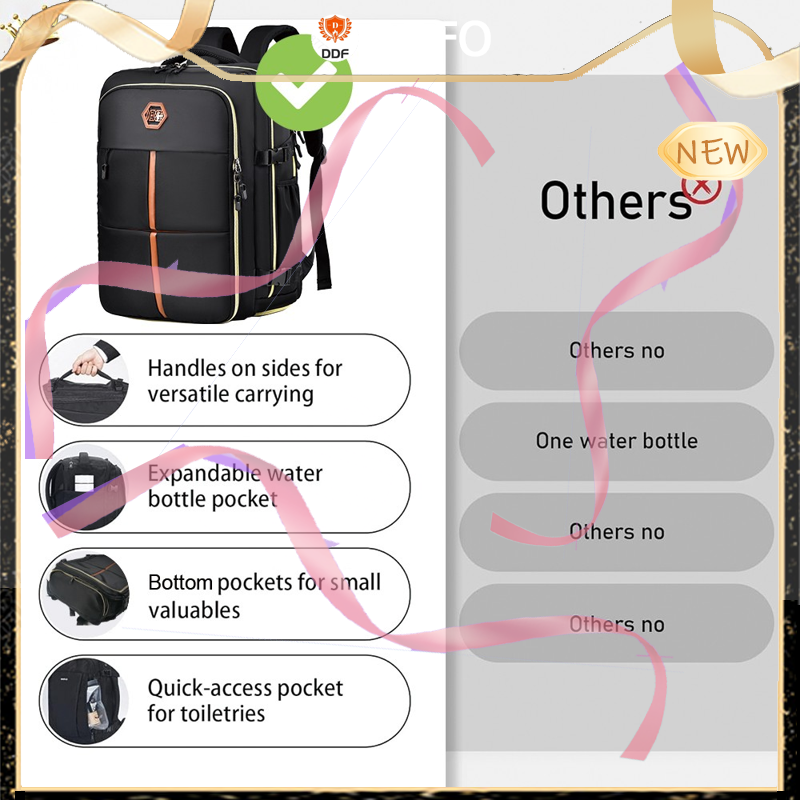 DDF
FO
NEW
Others
Handles on sides for
versatile carrying
Others no
Expandable water
bottle pocket
One water bottle
Bottom pockets for small
valuables
Others no
Quick-access pocket
for toiletries
Others no